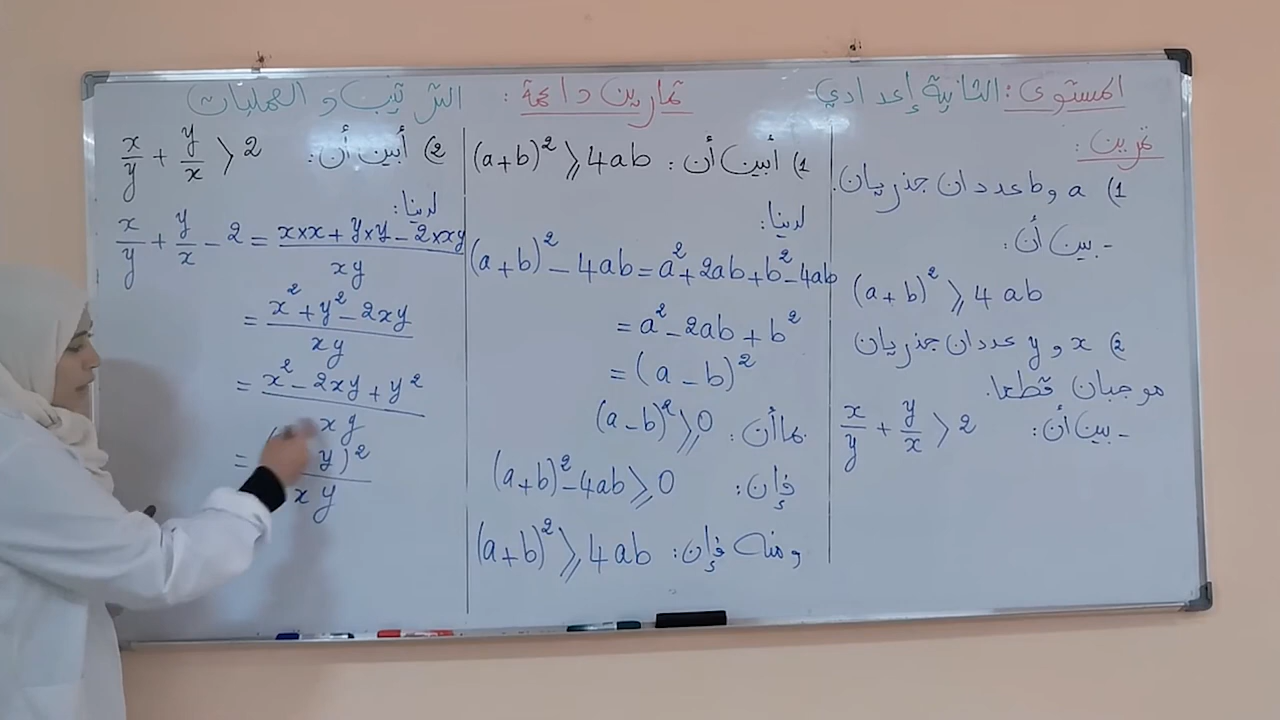 المستوى: الثانية إعدادي تمارين داعمة: الترتيب و العمليات
تمرين:
1) a و b عددان جذريان.
- بين أن:
(a+b)² ⩾ 4ab
2) x و y عددان جذريان
موجبان قطعا.
- بين أن: x/y + y/x > 2
1) أبين أن: (a+b)² ⩾ 4ab
لدينا:
(a+b)² - 4ab = a² + 2ab + b² - 4ab
= a² - 2ab + b²
= (a - b)²
بما أن: (a-b)² ⩾ 0
فإن: (a+b)² - 4ab ⩾ 0
ومنه فإن: (a+b)² ⩾ 4ab
2) أبين أن: x/y + y/x > 2
لدينا:
x/y + y/x - 2 = (x×x + y×y - 2×xy)/xy
= (x² + y² - 2xy)/xy
= (x² - 2xy + y²)/xy
= y)²/xy